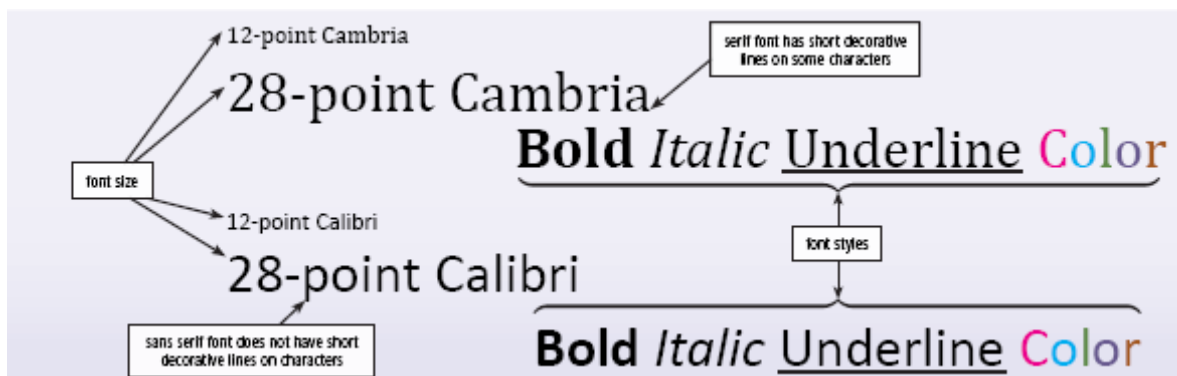 12-point Cambria
serif font has short decorative
lines on some characters
28-point Cambria
Bold Italic Underline Color
font size
12-point Calibri
font styles
28-point Calibri
sans serif font does not have short
decorative lines on characters
Bold Italic Underline Color